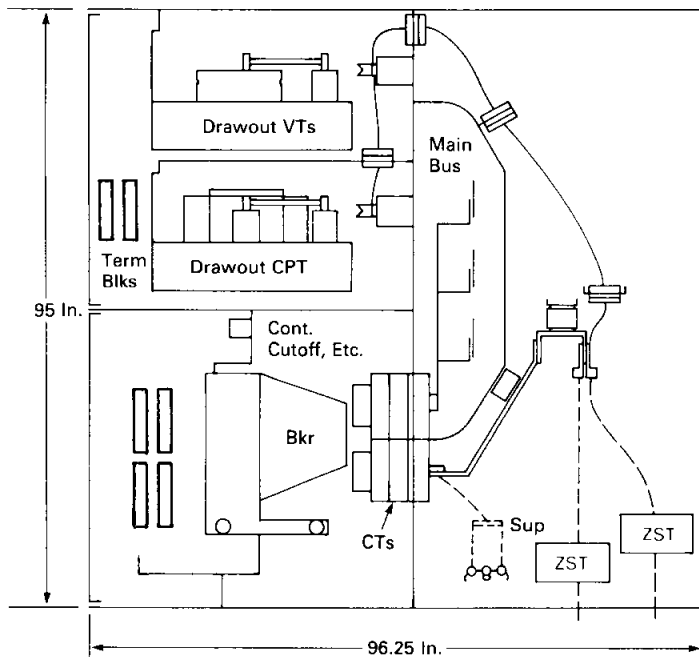 Drawout VTs
Main
Bus
Drawout CPT
Term
Blks
95 In.
Cont.
Cutoff, Etc.
Bkr
CTs
Sup
ZST
ZST
96.25 In.